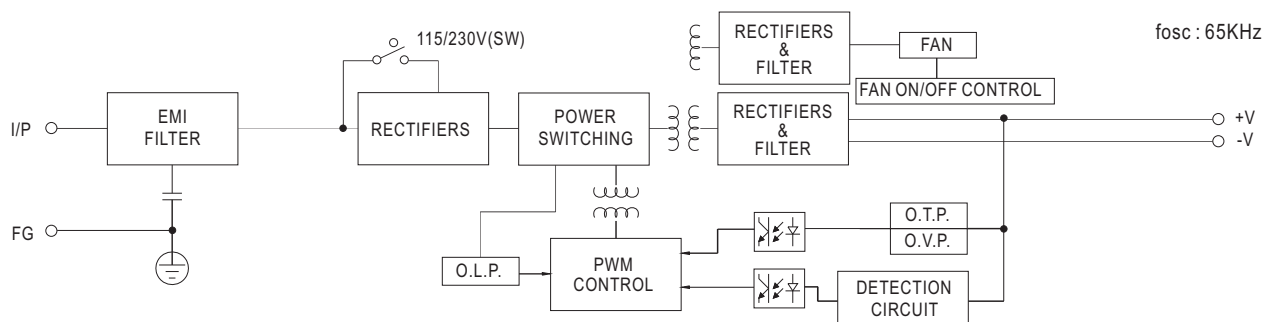 115/230V(SW)
RECTIFIERS
&
FILTER
FAN
fosc : 65KHz
FAN ON/OFF CONTROL
I/P
EMI
FILTER
RECTIFIERS
POWER
SWITCHING
RECTIFIERS
&
FILTER
+V
-V
FG
O.L.P.
PWM
CONTROL
O.T.P.
O.V.P.
DETECTION
CIRCUIT